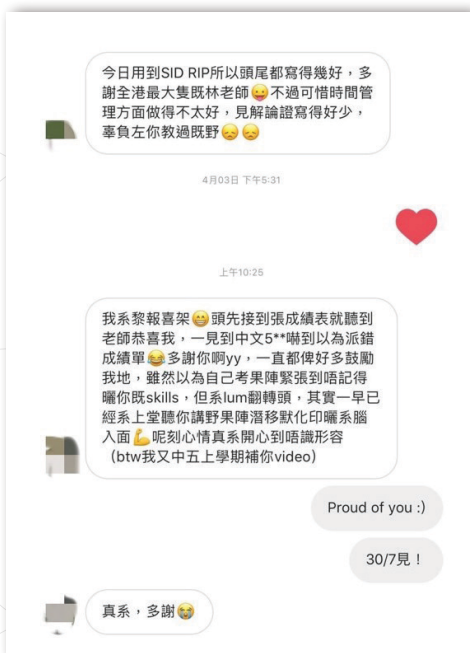 今日用到SID RIP所以頭尾都寫得幾好，多
謝全港最大隻既林老師😜不過可惜時間管
理方面做得不太好，見解論證寫得好少，
辜負左你教過既野😞😞
4月03日 下午5:31
上午10:25
我系黎報喜架😁頭先接到張成績表就聽到
老師恭喜我，一見到中文5**嚇到以為派錯
成績單😂多謝你啊yy，一直都俾好多鼓勵
我地，雖然以為自己考果陣緊張到唔記得
曬你既skills，但系lum翻轉頭，其實一早已
經系上堂聽你講野果陣潛移默化印曬系腦
入面💪呢刻心情真系開心到唔識形容
（btw我又中五上學期補你video）
Proud of you :)
30/7見！
真系，多謝😭